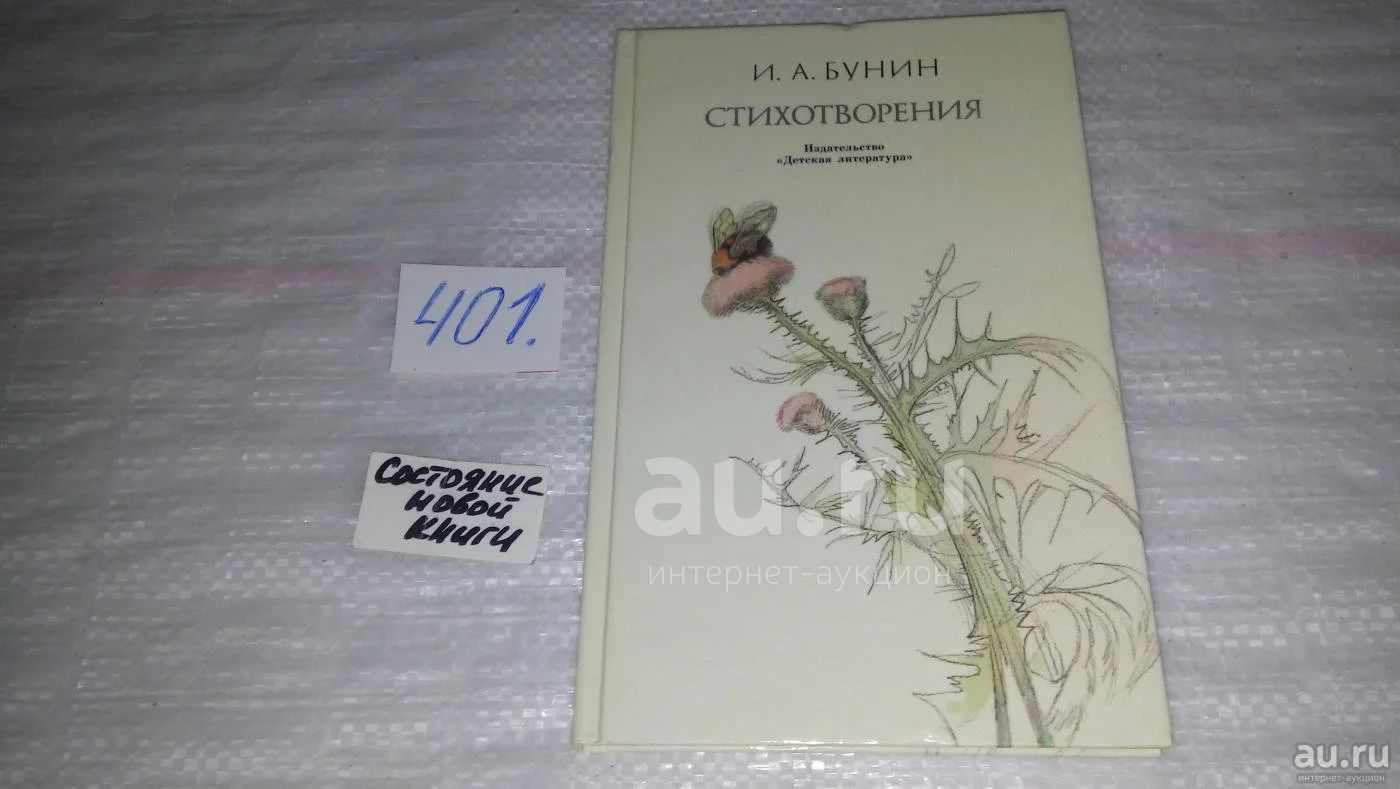 И. А. БУНИН
СТИХОТВОРЕНИЯ
Издательство
«Детская литература»
401.
Состояние
новой
книги
au.ru
интернет-аукцион
au.ru
интернет-аукцион